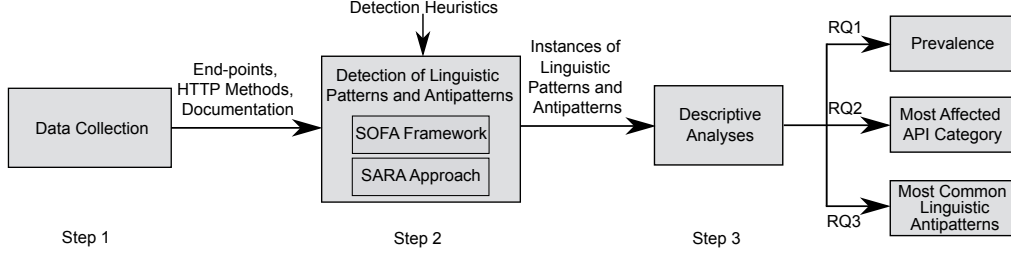 Detection Heuristics
End-points,
HTTP Methods,
Documentation
Data Collection
Detection of Linguistic
Patterns and Antipatterns
SOFA Framework
SARA Approach
Instances of
Linguistic
Patterns and
Antipatterns
Descriptive
Analyses
RQ1
Prevalence
RQ2
Most Affected
API Category
RQ3
Most Common
Linguistic
Antipatterns
Step 1
Step 2
Step 3